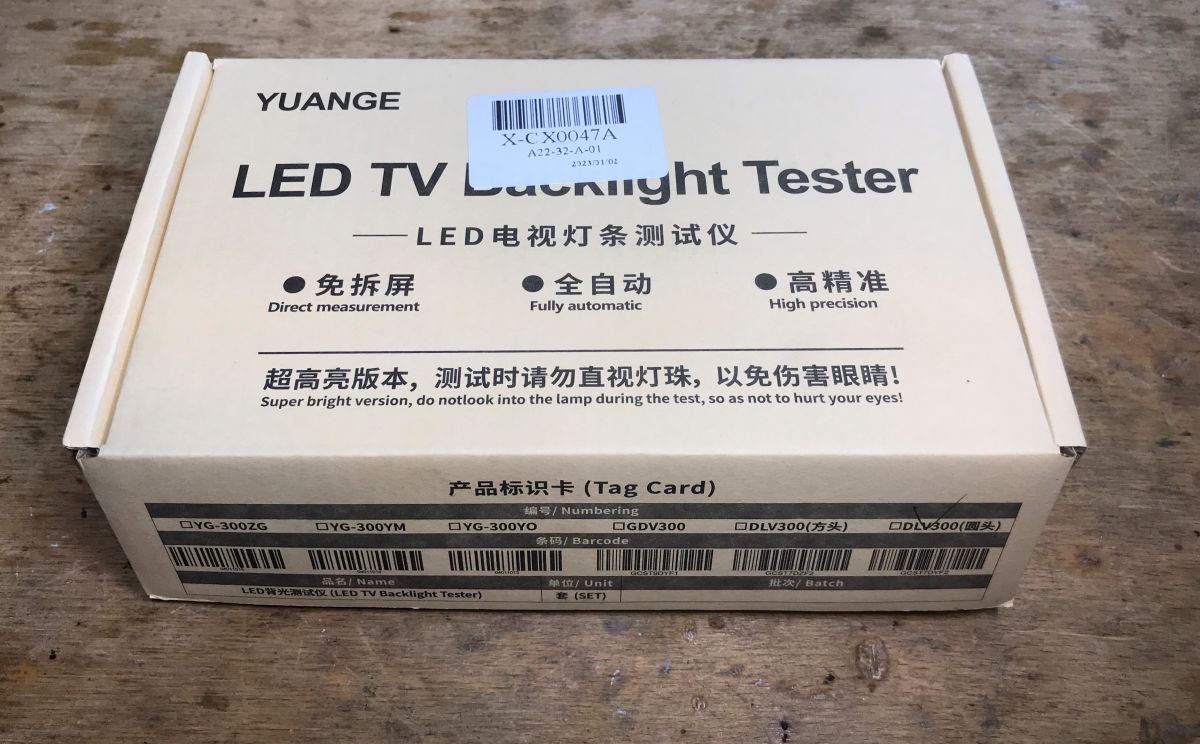 YUANGE
X-CX0047A
A22-32-A-01
2023/01/02
LED TV Backlight Tester
LED电视灯条测试仪
●免拆屏 ●全自动 ●高精准
Direct measurement Fully automatic High precision
超高亮版本，测试时请勿直视灯珠，以免伤害眼睛！
Super bright version, do notlook into the lamp during the test, so as not to hurt your eyes!
产品标识卡 (Tag Card)
编号/ Numbering
□YG-300ZG □YG-300YM □YG-300YO □GDV300 □DLV300(方头) □DLV300(圆头)
条码/ Barcode
GCST9DYF1 GCST7DZF2 GCST7DYF2
品名/ Name 单位/ Unit 批次/ Batch
LED背光测试仪 (LED TV Backlight Tester) 套 (SET)